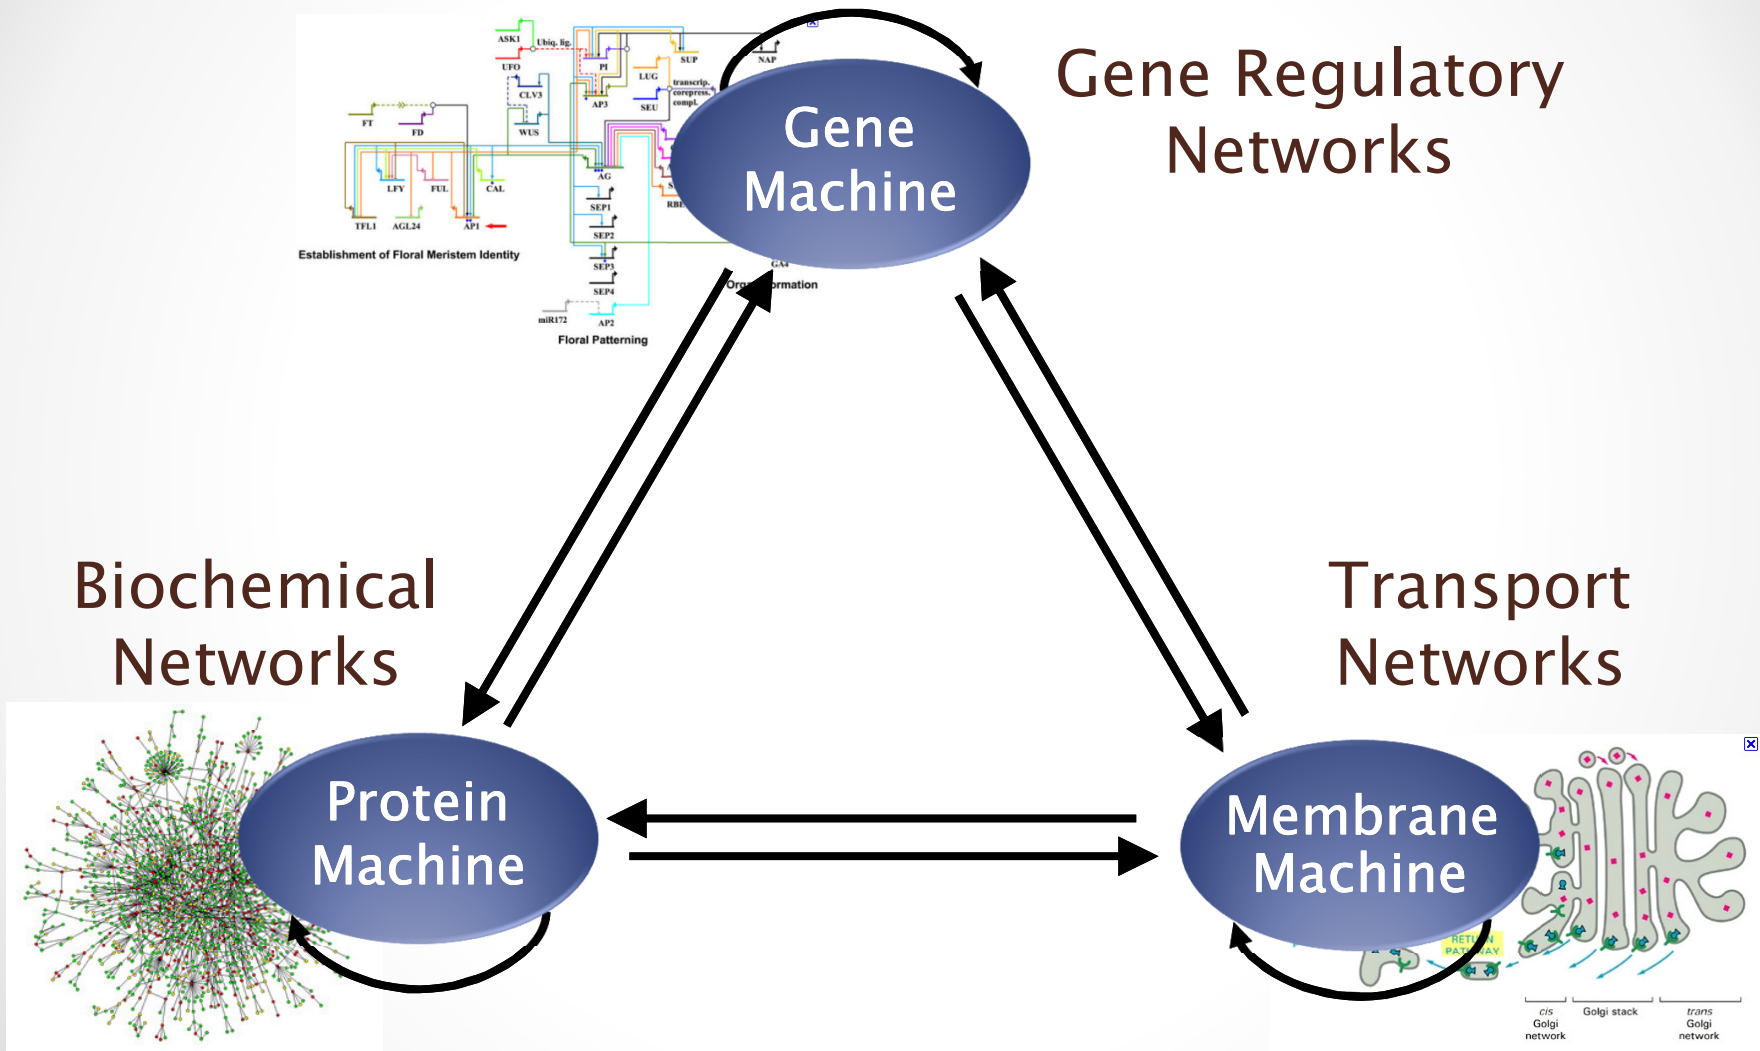 Gene Regulatory
Networks
Gene
Machine
ASK1
Ubiq. lig.
UFO
PI
SUP
NAP
LUG
transcrip.
corepress.
compl.
CLV3
AP3
SEU
FT
FD
WUS
AG
LFY
FUL
CAL
SEP1
TFL1
AGL24
AP1
SEP2
Establishment of Floral Meristem Identity
SEP3
GA4
SEP4
miR172
AP2
Floral Patterning
Biochemical
Networks
Transport
Networks
Protein
Machine
Membrane
Machine
RETURN
PATHWAY
cis
Golgi
network
Golgi stack
trans
Golgi
network